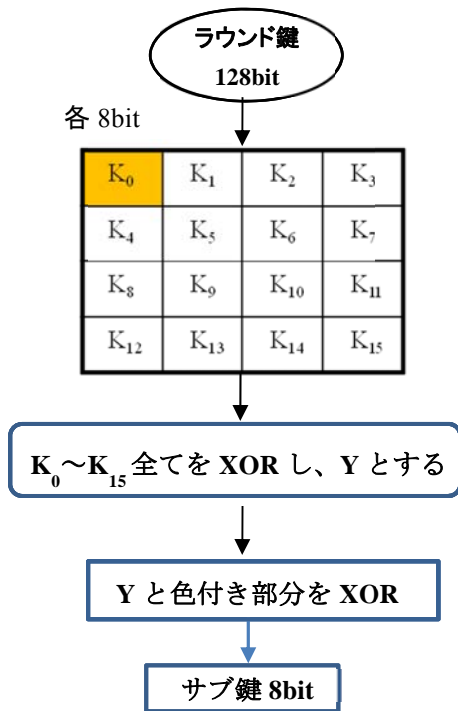 ラウンド鍵
128bit
各 8bit
K₀ K₁ K₂ K₃
K₄ K₅ K₆ K₇
K₈ K₉ K₁₀ K₁₁
K₁₂ K₁₃ K₁₄ K₁₅
K₀～K₁₅ 全てを XOR し、Y とする
Y と色付き部分を XOR
サブ鍵 8bit